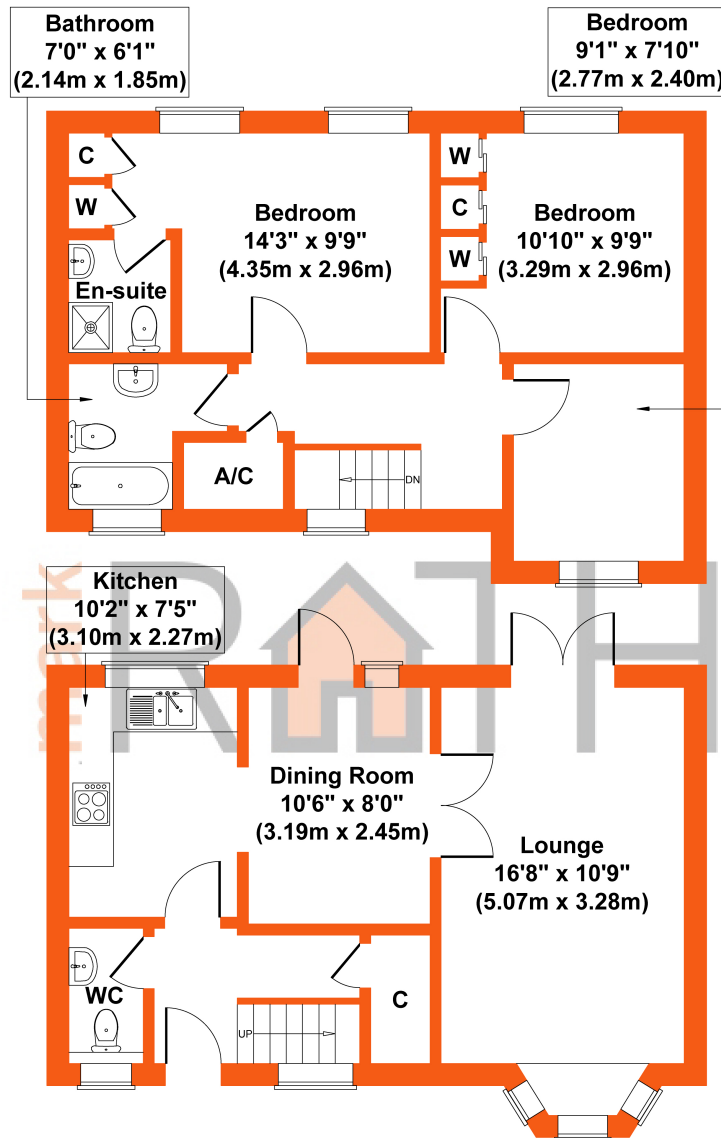 Bathroom
7'0" x 6'1"
(2.14m x 1.85m)
Bedroom
9'1" x 7'10"
(2.77m x 2.40m)
C
W
Bedroom
14'3" x 9'9"
(4.35m x 2.96m)
W
C
W
Bedroom
10'10" x 9'9"
(3.29m x 2.96m)
En-suite
A/C
DN
mark
RATH
Kitchen
10'2" x 7'5"
(3.10m x 2.27m)
Dining Room
10'6" x 8'0"
(3.19m x 2.45m)
Lounge
16'8" x 10'9"
(5.07m x 3.28m)
WC
UP
C